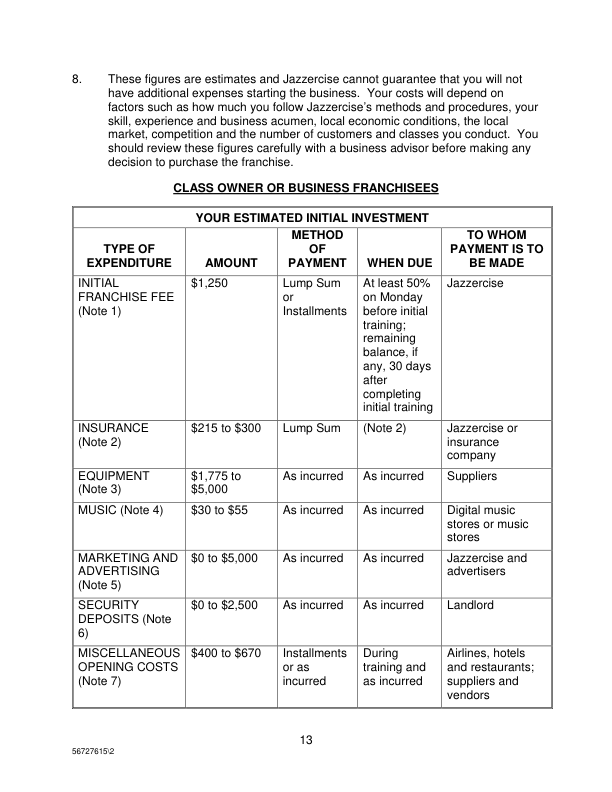 8. These figures are estimates and Jazzercise cannot guarantee that you will not
have additional expenses starting the business. Your costs will depend on
factors such as how much you follow Jazzercise's methods and procedures, your
skill, experience and business acumen, local economic conditions, the local
market, competition and the number of customers and classes you conduct. You
should review these figures carefully with a business advisor before making any
decision to purchase the franchise.
CLASS OWNER OR BUSINESS FRANCHISEES
YOUR ESTIMATED INITIAL INVESTMENT
TYPE OF
EXPENDITURE
AMOUNT
METHOD
OF
PAYMENT
WHEN DUE
TO WHOM
PAYMENT IS TO
BE MADE
INITIAL
FRANCHISE FEE
(Note 1)
$1,250
Lump Sum
or
Installments
At least 50%
on Monday
before initial
training;
remaining
balance, if
any, 30 days
after
completing
initial training
Jazzercise
INSURANCE
(Note 2)
$215 to $300
Lump Sum
(Note 2)
Jazzercise or
insurance
company
EQUIPMENT
(Note 3)
$1,775 to
$5,000
As incurred
As incurred
Suppliers
MUSIC (Note 4)
$30 to $55
As incurred
As incurred
Digital music
stores or music
stores
MARKETING AND
ADVERTISING
(Note 5)
$0 to $5,000
As incurred
As incurred
Jazzercise and
advertisers
SECURITY
DEPOSITS (Note
6)
$0 to $2,500
As incurred
As incurred
Landlord
MISCELLANEOUS
OPENING COSTS
(Note 7)
$400 to $670
Installments
or as
incurred
During
training and
as incurred
Airlines, hotels
and restaurants;
suppliers and
vendors
13
56727615\2